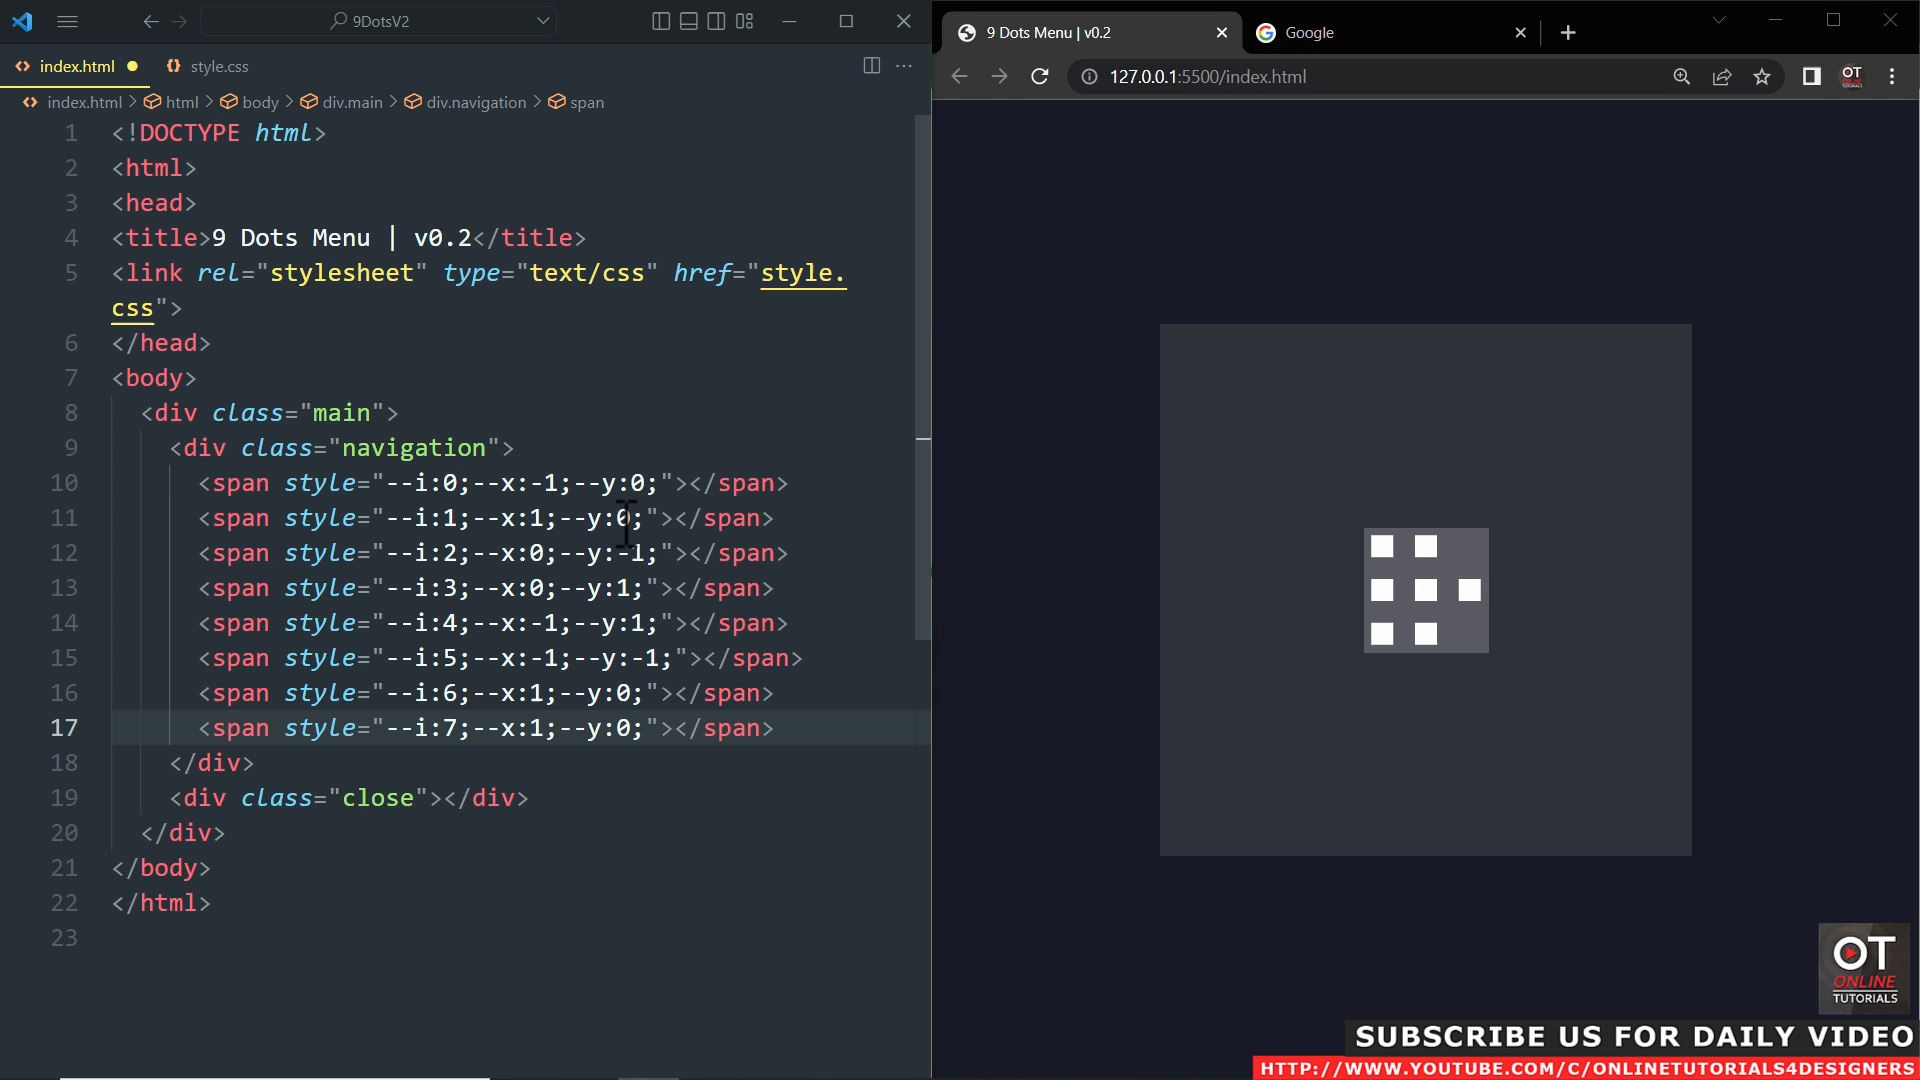 9DotsV2
index.html
style.css
index.html > html > body > div.main > div.navigation > span
1 <!DOCTYPE html>
2 <html>
3 <head>
4 <title>9 Dots Menu | v0.2</title>
5 <link rel="stylesheet" type="text/css" href="style.
css">
6 </head>
7 <body>
8 <div class="main">
9 <div class="navigation">
10 <span style="--i:0;--x:-1;--y:0;"></span>
11 <span style="--i:1;--x:1;--y:0;"></span>
12 <span style="--i:2;--x:0;--y:-1;"></span>
13 <span style="--i:3;--x:0;--y:1;"></span>
14 <span style="--i:4;--x:-1;--y:1;"></span>
15 <span style="--i:5;--x:-1;--y:-1;"></span>
16 <span style="--i:6;--x:1;--y:0;"></span>
17 <span style="--i:7;--x:1;--y:0;"></span>
18 </div>
19 <div class="close"></div>
20 </div>
21 </body>
22 </html>
23
9 Dots Menu | v0.2
Google
127.0.0.1:5500/index.html
OT
OT
ONLINE
TUTORIALS
SUBSCRIBE US FOR DAILY VIDEO
HTTP://WWW.YOUTUBE.COM/C/ONLINETUTORIALS4DESIGNERS